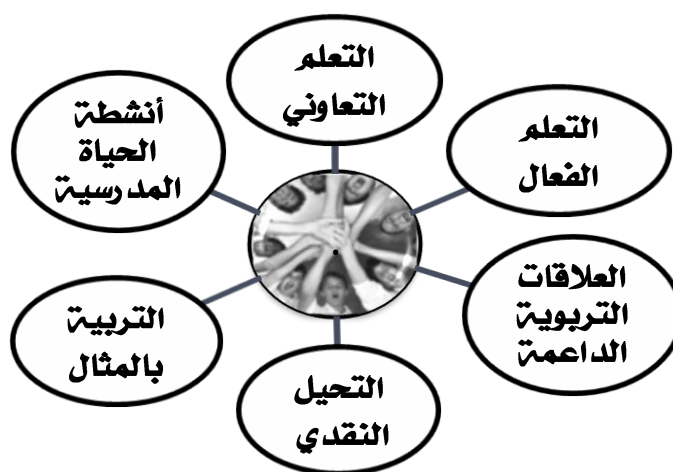 التعلم
التعاوني
التعلم
الفعال
العلاقات
التربوية
الداعمة
التحيل
النقدي
التربية
بالمثال
أنشطة
الحياة
المدرسية